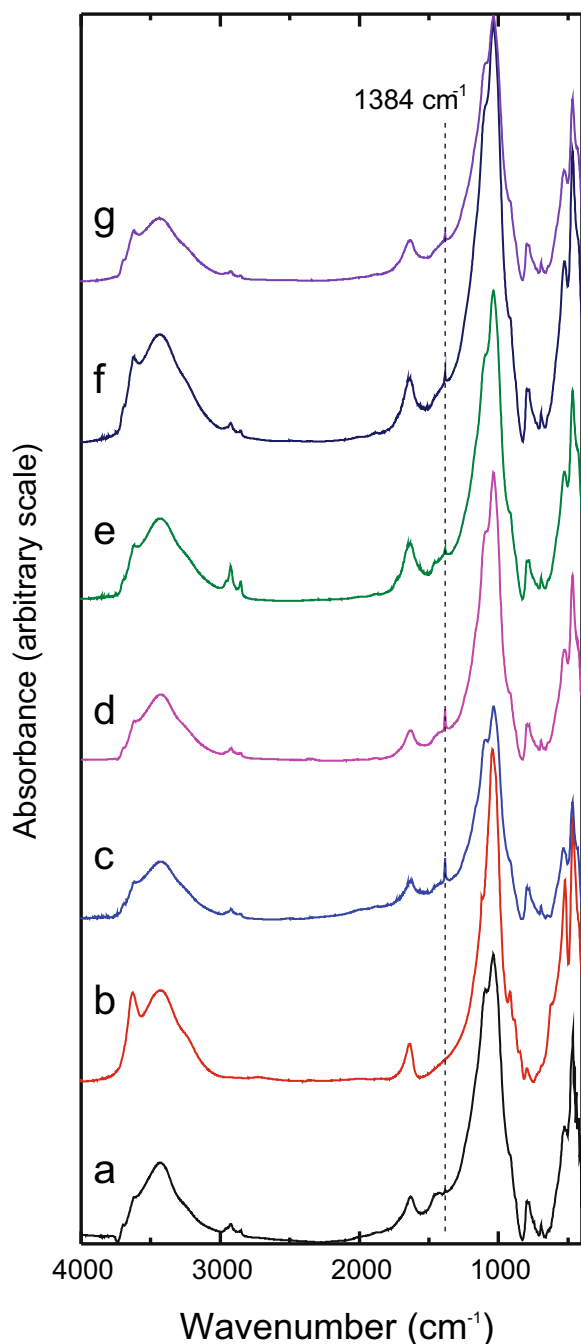 1384 cm⁻¹
g
f
e
d
c
b
a
Absorbance (arbitrary scale)
4000 3000 2000 1000
Wavenumber (cm⁻¹)